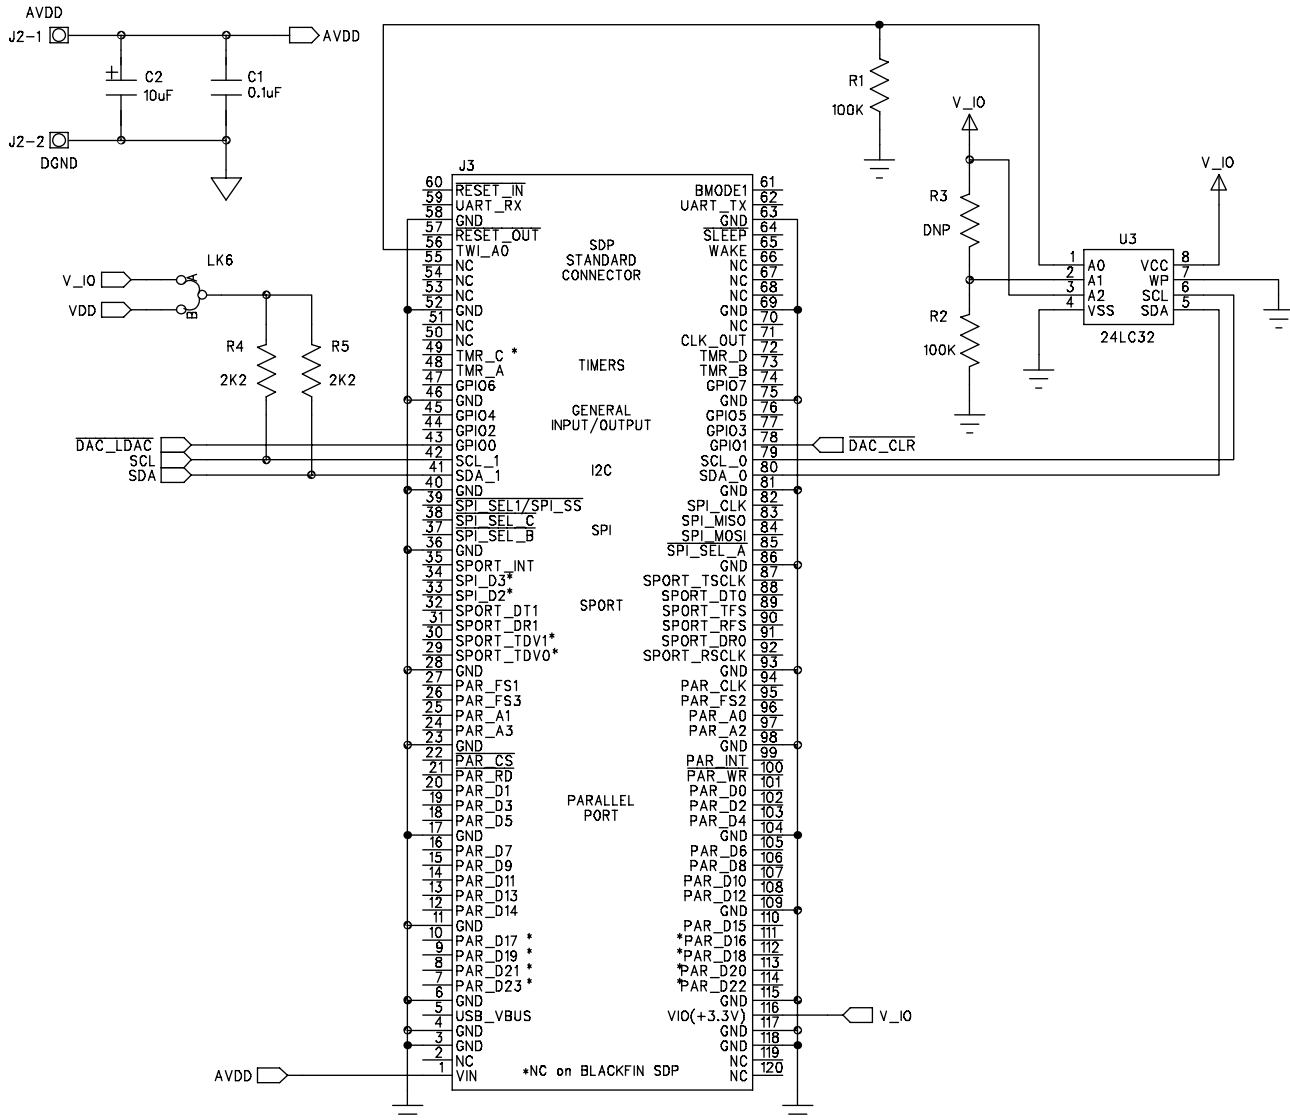 AVDD
J2-1
AVDD
C2
10uF
C1
0.1uF
J2-2
DGND
R1
100K
V_IO
R3
DNP
R2
100K
V_IO
U3
1 A0 VCC 8
2 A1 WP 7
3 A2 SCL 6
4 VSS SDA 5
24LC32
LK6
V_IO
A
VDD
B
R4
2K2
R5
2K2
DAC_LDAC
SCL
SDA
DAC_CLR
J3
60 RESET_IN BMODE1 61
59 UART_RX UART_TX 62
58 GND GND 63
57 RESET_OUT SLEEP 64
SDP
56 TWI_A0 WAKE 65
STANDARD
55 NC NC 66
CONNECTOR
54 NC NC 67
53 NC NC 68
52 GND GND 69
51 NC NC 70
50 NC CLK_OUT 71
49 TMR_C * TMR_D 72
TIMERS
48 TMR_A TMR_B 73
47 GPIO6 GPIO7 74
46 GND GND 75
GENERAL
45 GPIO4 GPIO5 76
INPUT/OUTPUT
44 GPIO2 GPIO3 77
43 GPIO0 GPIO1 78
42 SCL_1 SCL_0 79
I2C
41 SDA_1 SDA_0 80
40 GND GND 81
39 SPI_SEL1/SPI_SS SPI_CLK 82
38 SPI_SEL_C SPI_MISO 83
SPI
37 SPI_SEL_B SPI_MOSI 84
36 GND SPI_SEL_A 85
35 SPORT_INT GND 86
34 SPI_D3* SPORT_TSCLK 87
33 SPI_D2* SPORT_DT0 88
SPORT
32 SPORT_DT1 SPORT_TFS 89
31 SPORT_DR1 SPORT_RFS 90
30 SPORT_TDV1* SPORT_DR0 91
29 SPORT_TDV0* SPORT_RSCLK 92
28 GND GND 93
27 PAR_FS1 PAR_CLK 94
26 PAR_FS3 PAR_FS2 95
25 PAR_A1 PAR_A0 96
24 PAR_A3 PAR_A2 97
23 GND GND 98
22 PAR_CS PAR_INT 99
21 PAR_RD PAR_WR 100
20 PAR_D1 PAR_D0 101
PARALLEL
19 PAR_D3 PAR_D2 102
PORT
18 PAR_D5 PAR_D4 103
17 GND GND 104
16 PAR_D7 PAR_D6 105
15 PAR_D9 PAR_D8 106
14 PAR_D11 PAR_D10 107
13 PAR_D13 PAR_D12 108
12 PAR_D14 GND 109
11 GND PAR_D15 110
10 PAR_D17 * *PAR_D16 111
9 PAR_D19 * *PAR_D18 112
8 PAR_D21 * *PAR_D20 113
7 PAR_D23 * *PAR_D22 114
6 GND GND 115
5 USB_VBUS VIO(+3.3V) 116
V_IO
4 GND GND 117
3 GND GND 118
2 NC NC 119
AVDD
1 VIN *NC on BLACKFIN SDP NC 120